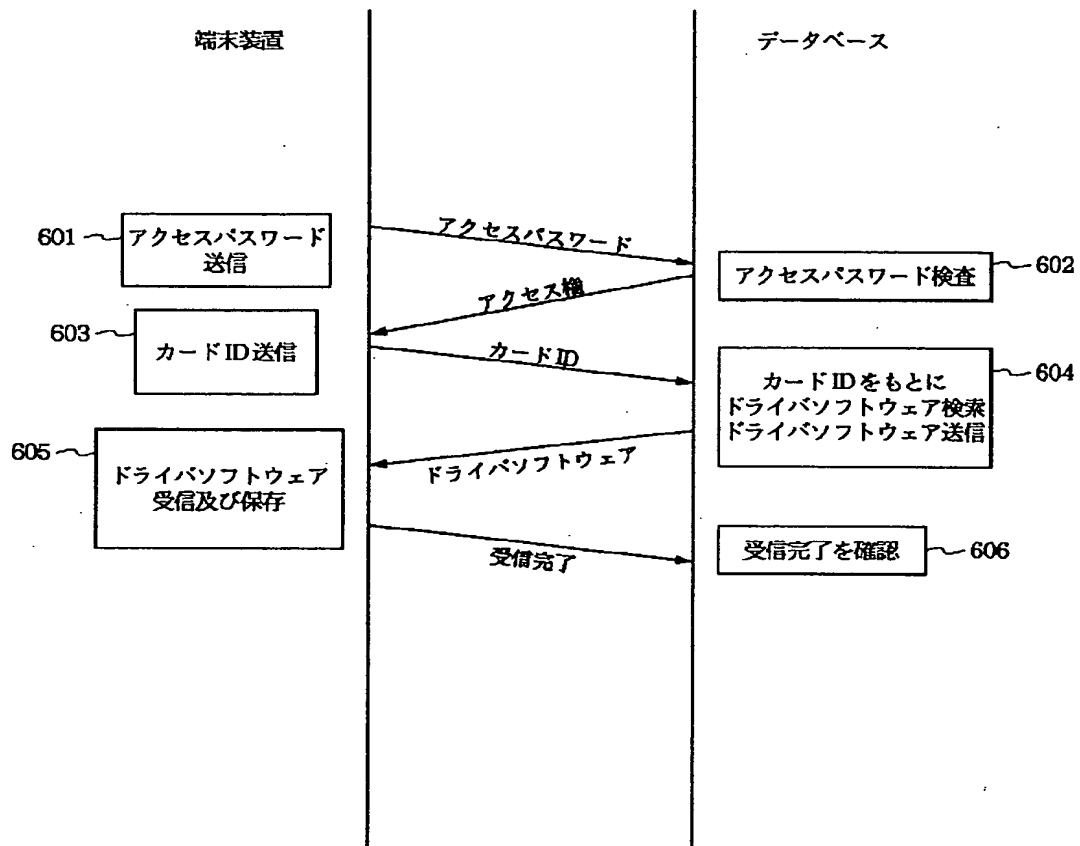 端末装置
データベース
601
アクセスパスワード
送信
アクセスパスワード
アクセスパスワード検査
602
アクセス権
603
カードID送信
カードID
カードIDをもとに
ドライバソフトウェア検索
ドライバソフトウェア送信
604
605
ドライバソフトウェア
受信及び保存
ドライバソフトウェア
受信完了
受信完了を確認
606